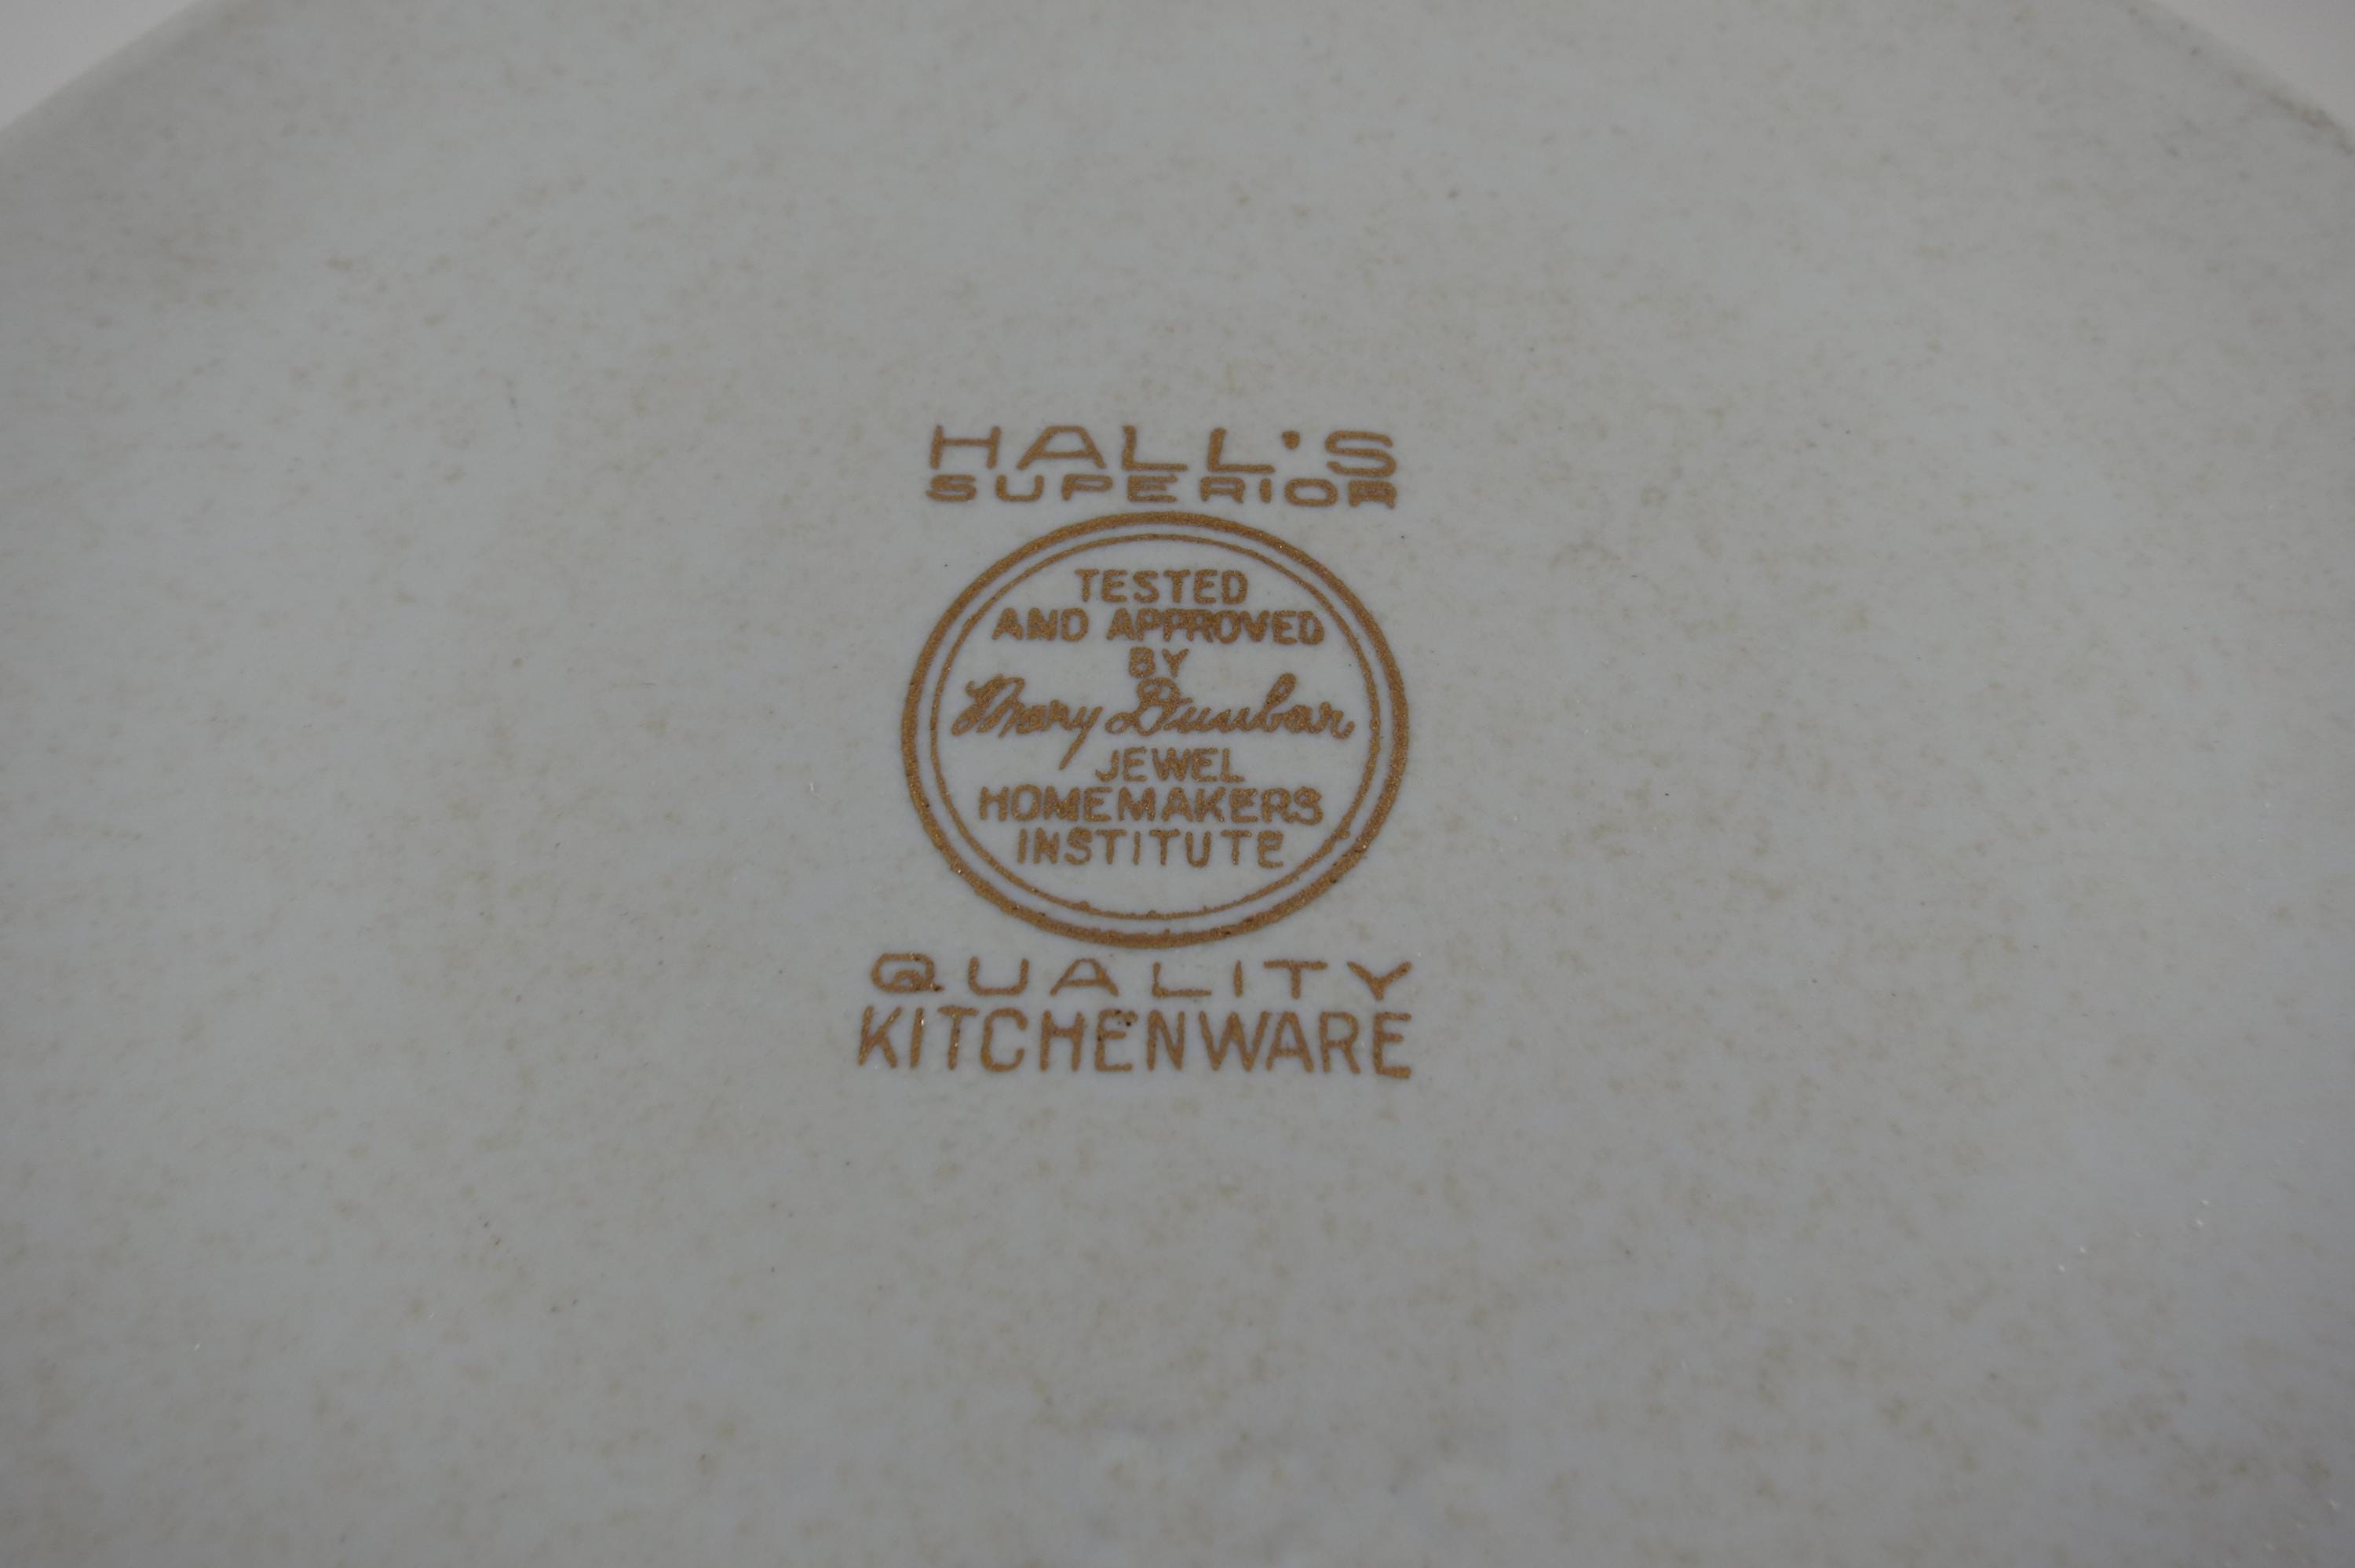 HALL'S
SUPERIOR
TESTED
AND APPROVED
BY
Mary Dunbar
JEWEL
HOMEMAKERS
INSTITUTE
QUALITY
KITCHENWARE